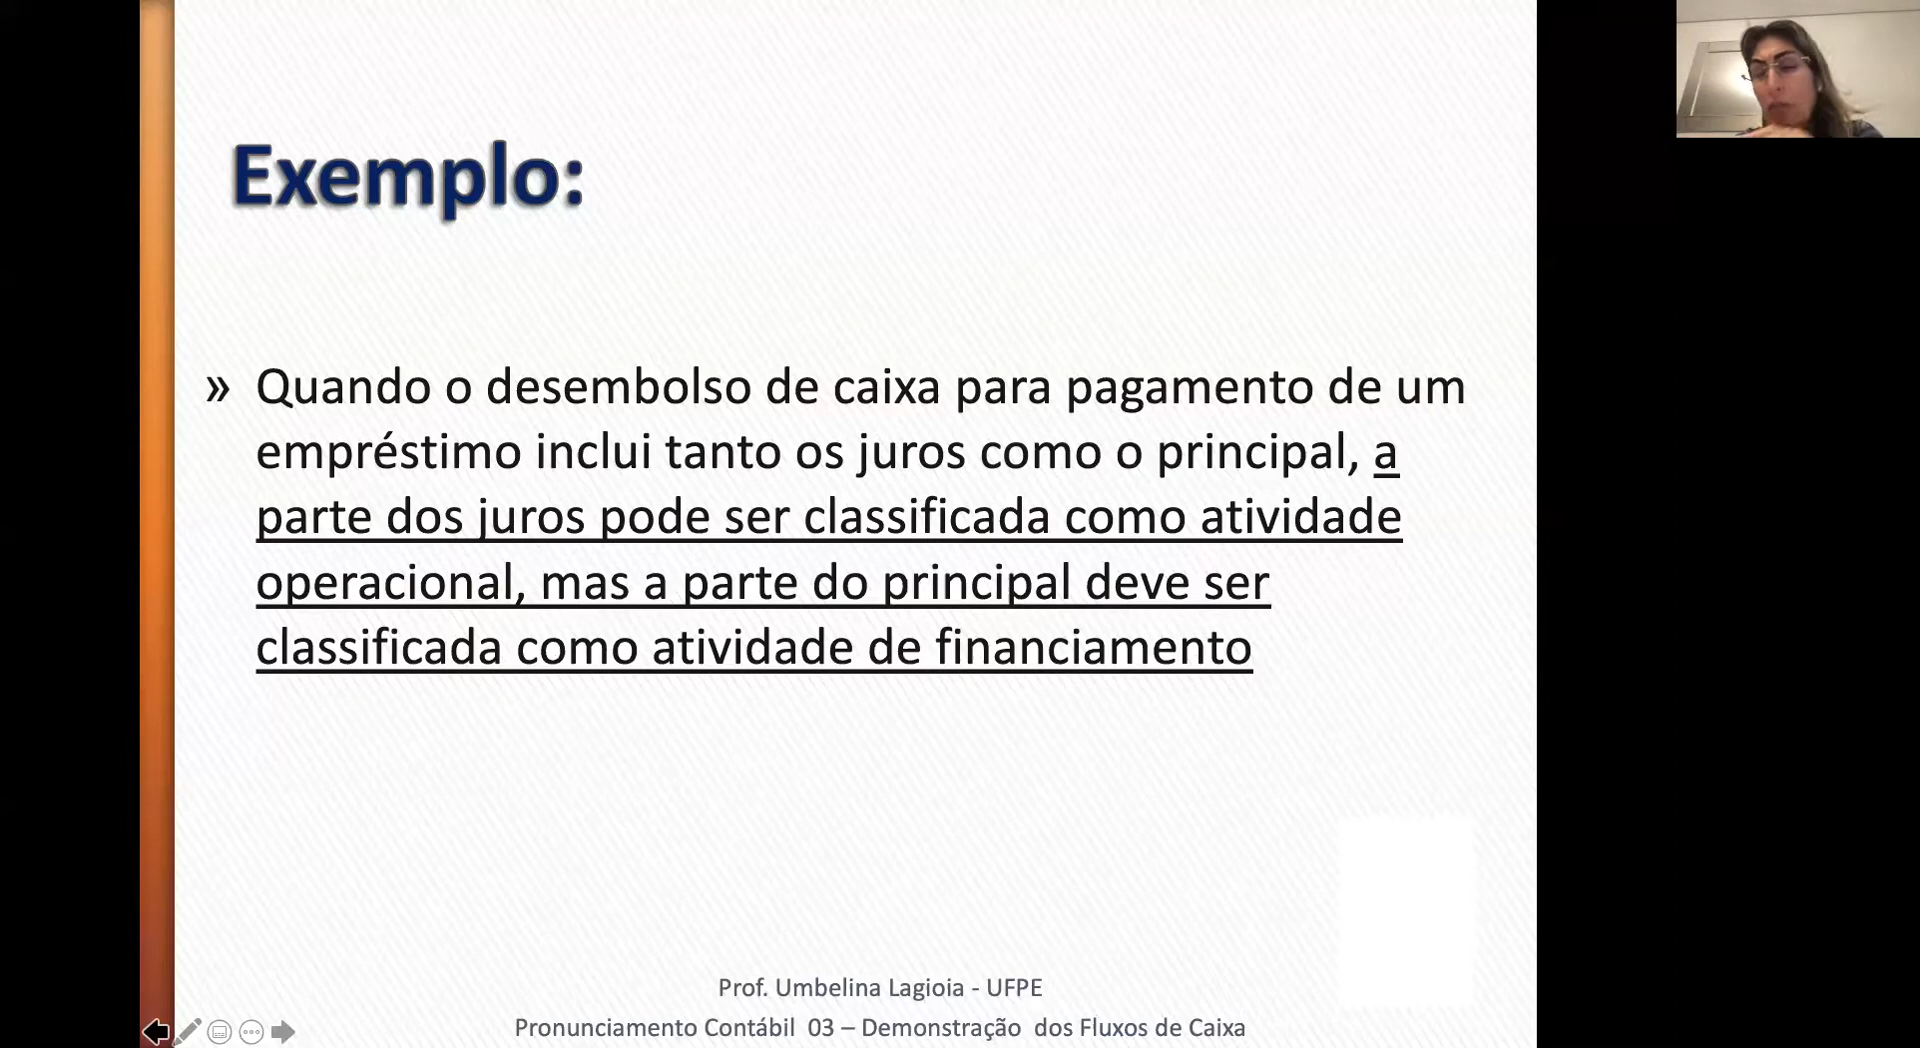 Exemplo:
» Quando o desembolso de caixa para pagamento de um
empréstimo inclui tanto os juros como o principal, a
parte dos juros pode ser classificada como atividade
operacional, mas a parte do principal deve ser
classificada como atividade de financiamento
Prof. Umbelina Lagioia - UFPE
Pronunciamento Contábil 03 – Demonstração dos Fluxos de Caixa